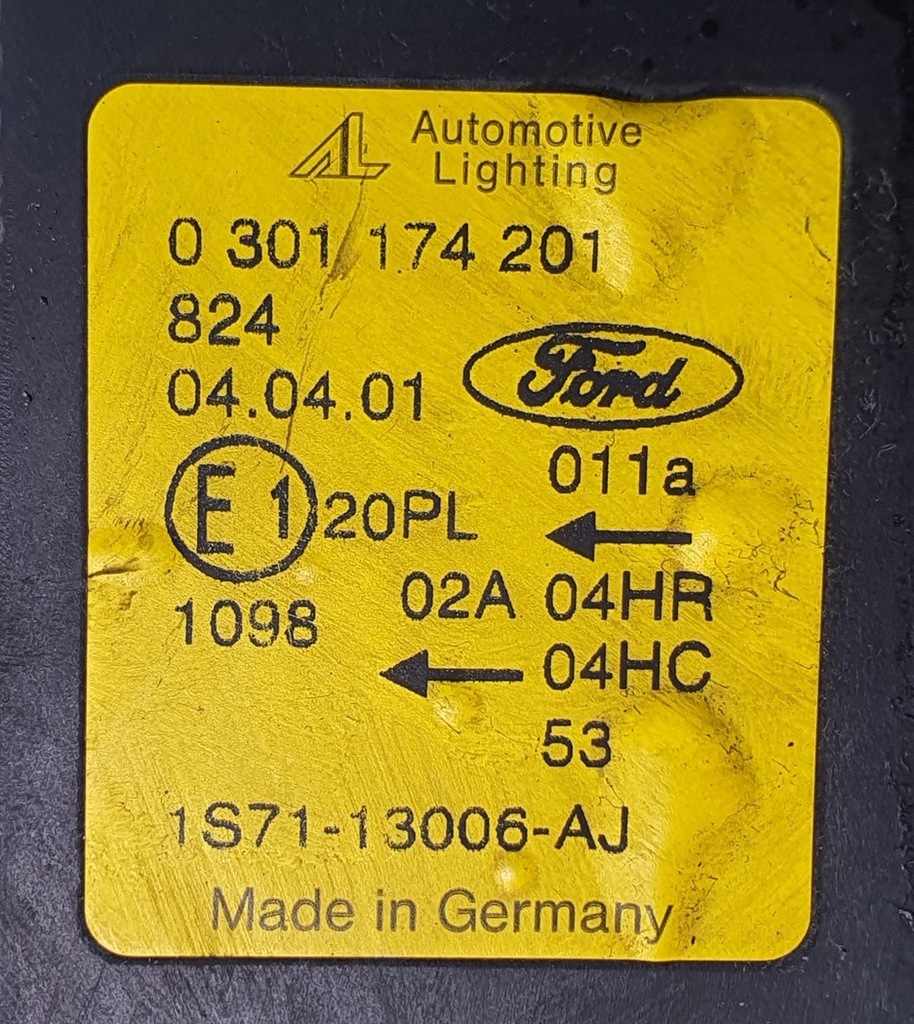 AL Automotive
Lighting
0 301 174 201
824
Ford
04.04.01
011a
E 1 20PL
02A 04HR
1098
04HC
53
1S71-13006-AJ
Made in Germany